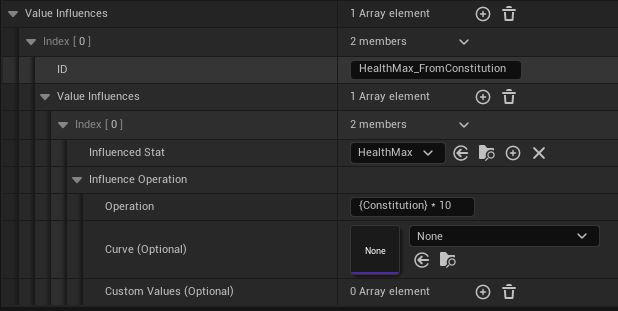 Value Influences 1 Array element
Index [ 0 ] 2 members
ID HealthMax_FromConstitution
Value Influences 1 Array element
Index [ 0 ] 2 members
Influenced Stat HealthMax
Influence Operation
Operation {Constitution} * 10
None
Curve (Optional) None
Custom Values (Optional) 0 Array element